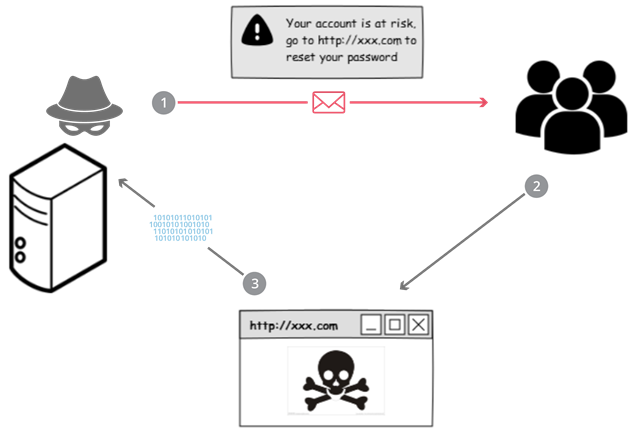 Your account is at risk,
go to http://xxx.com to
reset your password
1
2
10101011010101
10010101001010
11010101010101
101010101010
3
http://xxx.com